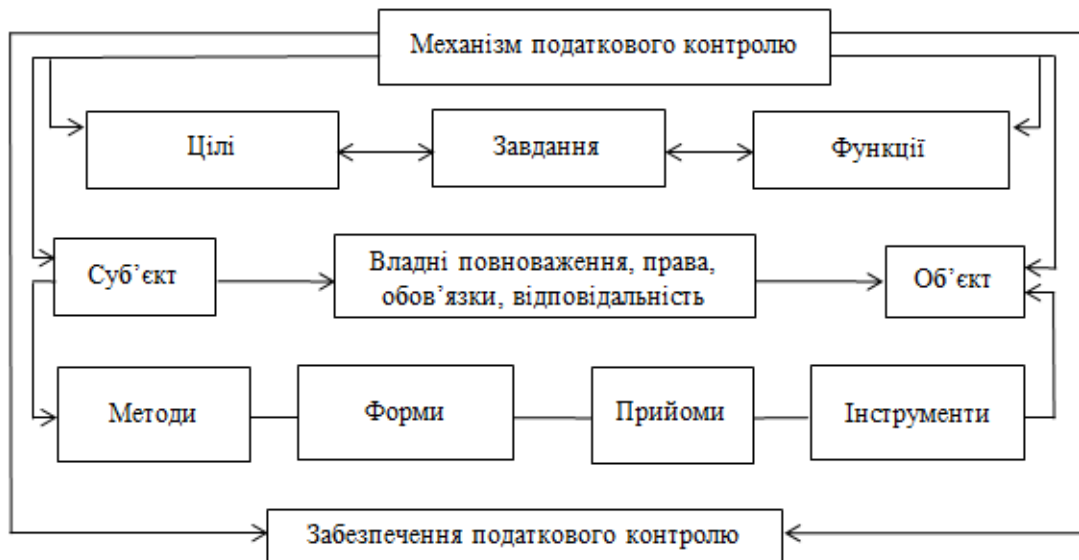 Механізм податкового контролю
Цілі
Завдання
Функції
Суб’єкт
Владні повноваження, права,
обов’язки, відповідальність
Об’єкт
Методи
Форми
Прийоми
Інструменти
Забезпечення податкового контролю